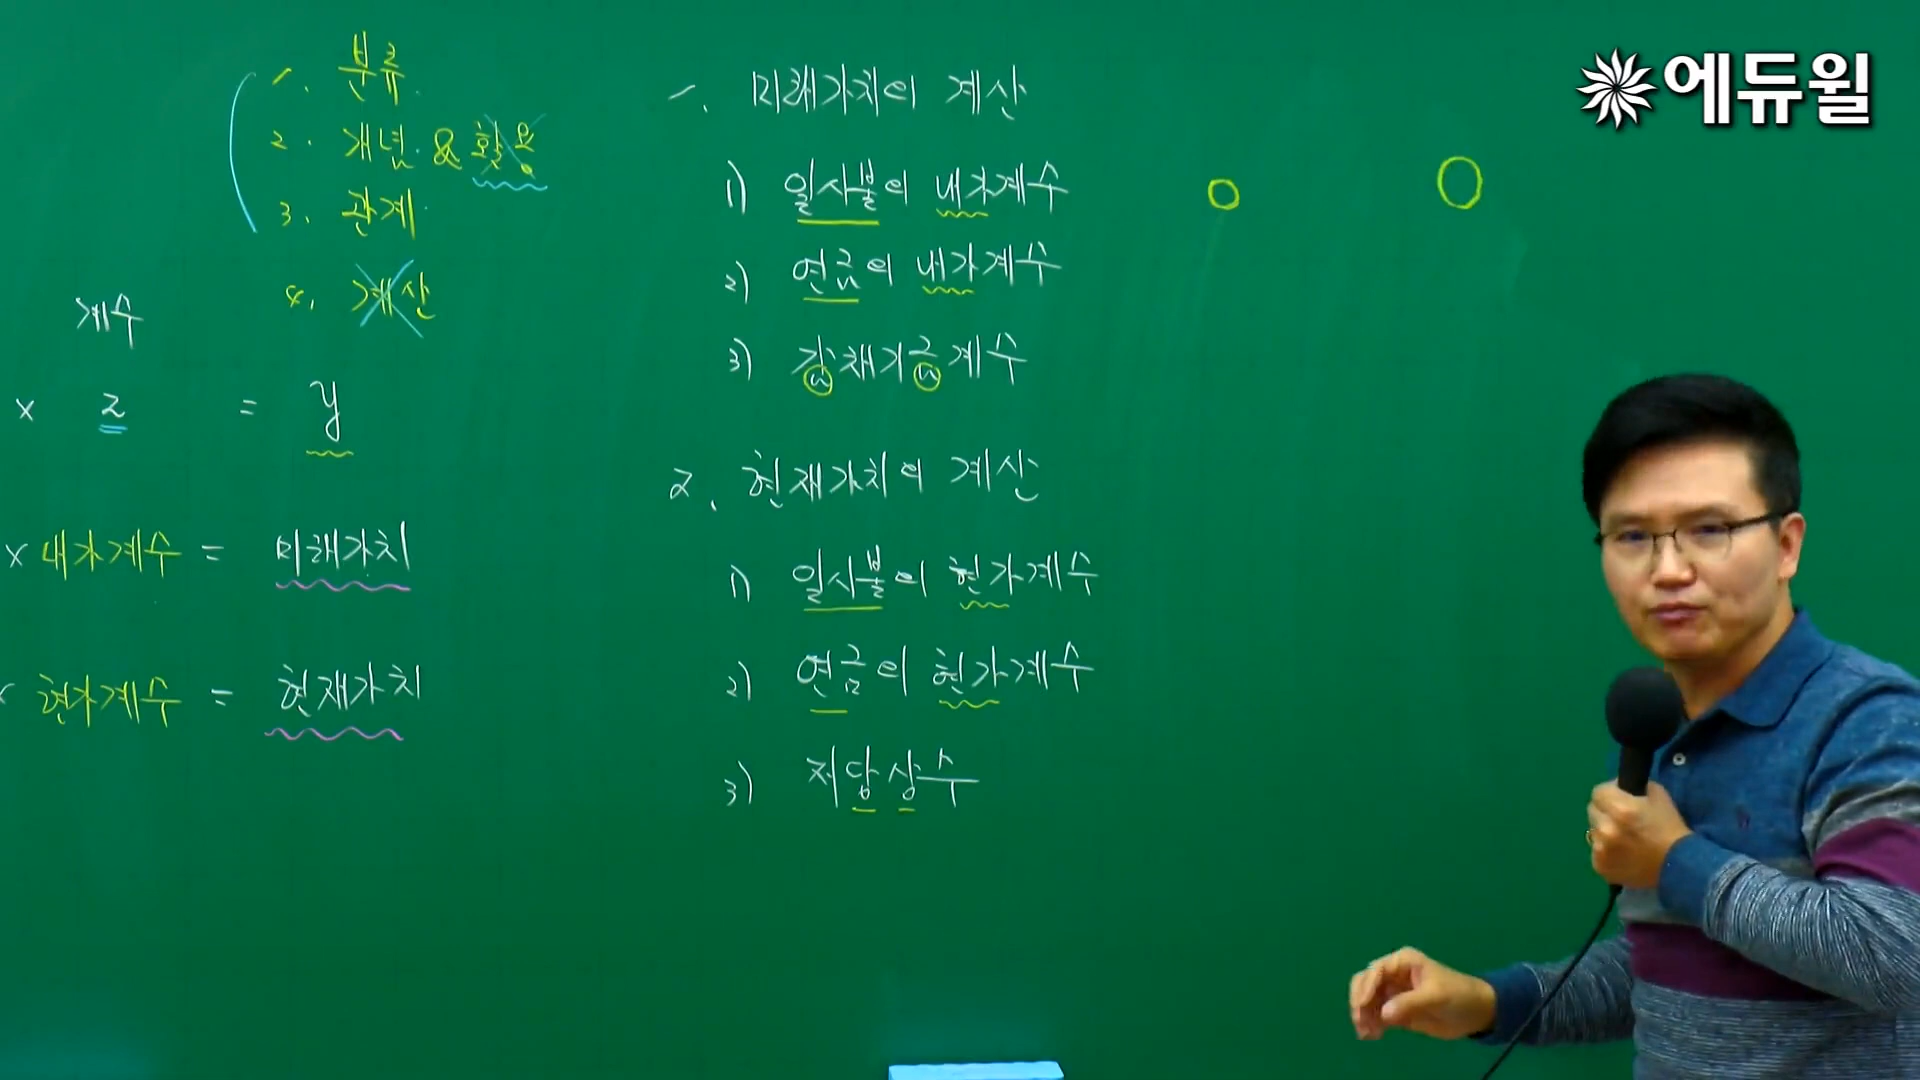 에듀윌
1. 분류
2. 개념 & 활용
3. 관계
4. 계산
계수
x 2 = y
x 내가계수 = 미래가치
x 현가계수 = 현재가치
1. 미래가치의 계산
1) 일시불의 내가계수
2) 연금의 내가계수
3) 감채기금계수
2. 현재가치의 계산
1) 일시불의 현가계수
2) 연금의 현가계수
3) 저당상수